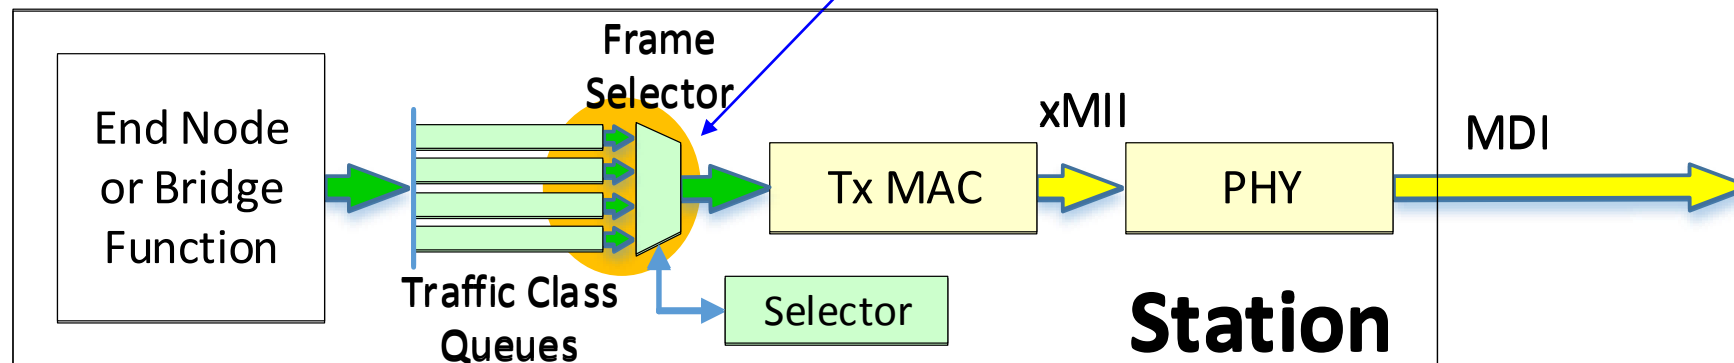 End Node
or Bridge
Function
Frame
Selector
Traffic Class
Queues
Selector
Tx MAC
xMII
PHY
MDI
Station